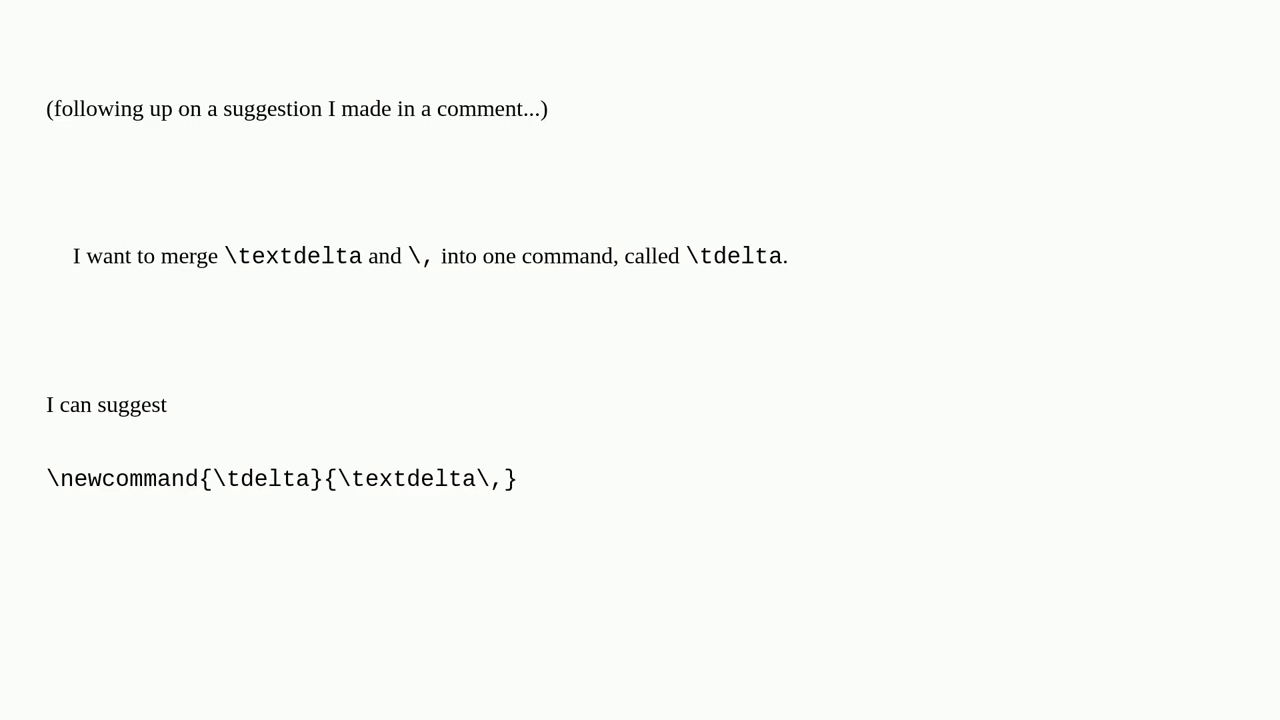 (following up on a suggestion I made in a comment...)
I want to merge \textdelta and \, into one command, called \tdelta.
I can suggest
\newcommand{\tdelta}{\textdelta\,}